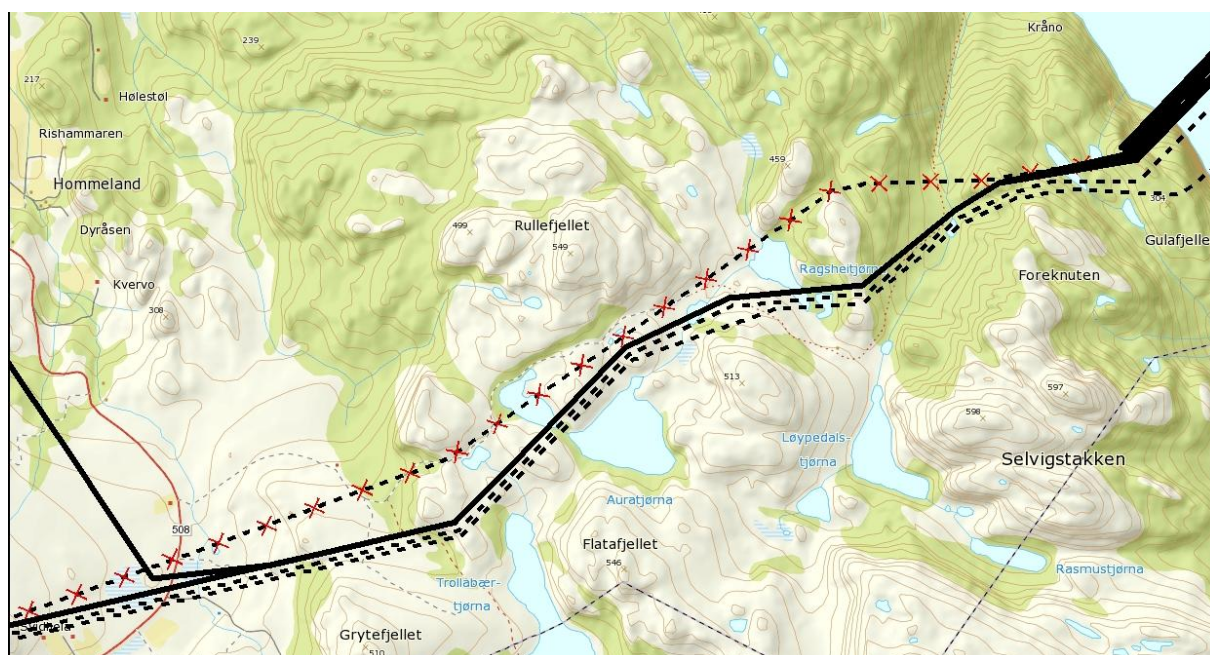 Kråno
239
217
Hølestøl
Rishammaren
459
Hommeland
304
Dyråsen
499
Rullefjellet
549
Gulafjelle
Ragsheitjørn
Foreknuten
Kvervo
308
513
597
598
Løypedals-
tjørna
Selvigstakken
Auratjørna
508
Flatafjellet
546
Trollabær-
tjørna
Rasmustjørna
Grytefjellet
510